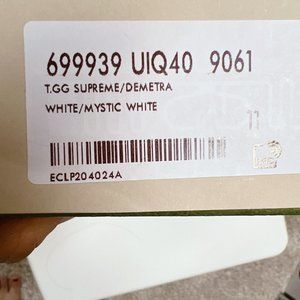 699939 UIQ40 9061
T.GG SUPREME/DEMETRA
WHITE/MYSTIC WHITE
11
ECLP204024A